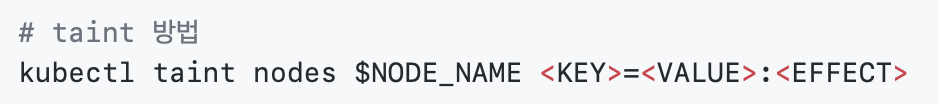 # taint 방법
kubectl taint nodes $NODE_NAME <KEY>=<VALUE>:<EFFECT>